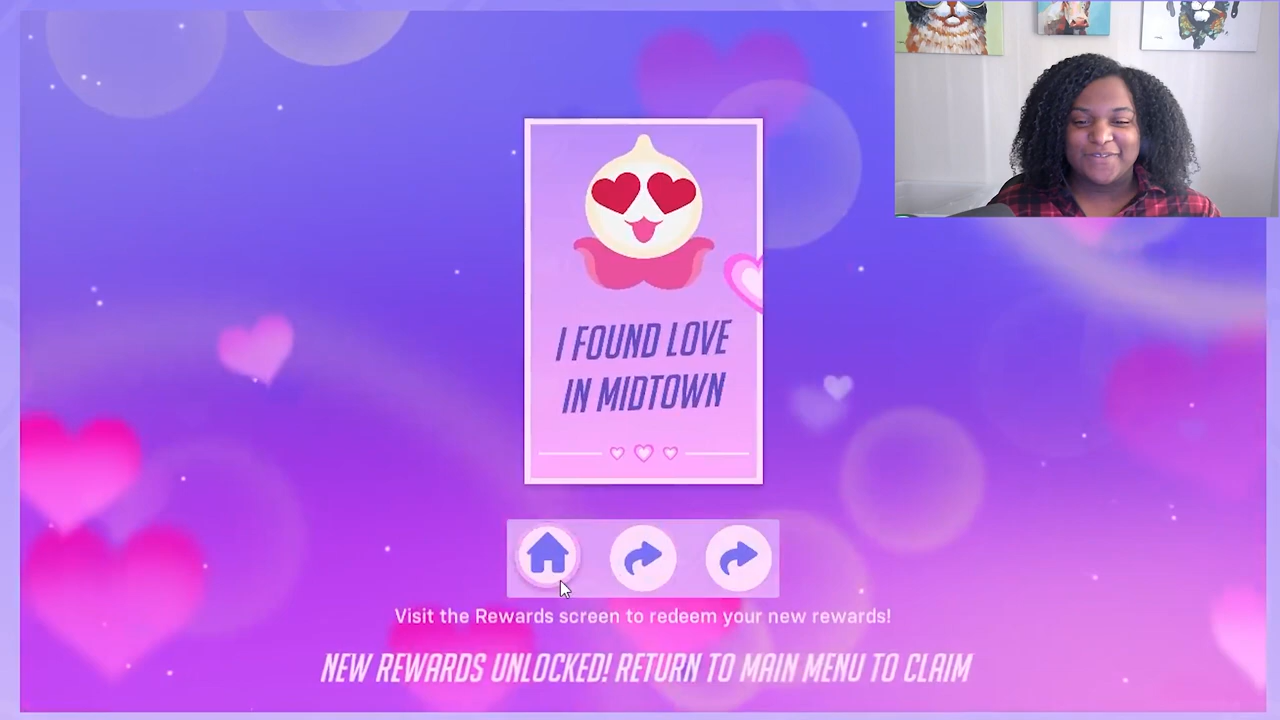 I FOUND LOVE
IN MIDTOWN
Visit the Rewards screen to redeem your new rewards!
NEW REWARDS UNLOCKED! RETURN TO MAIN MENU TO CLAIM